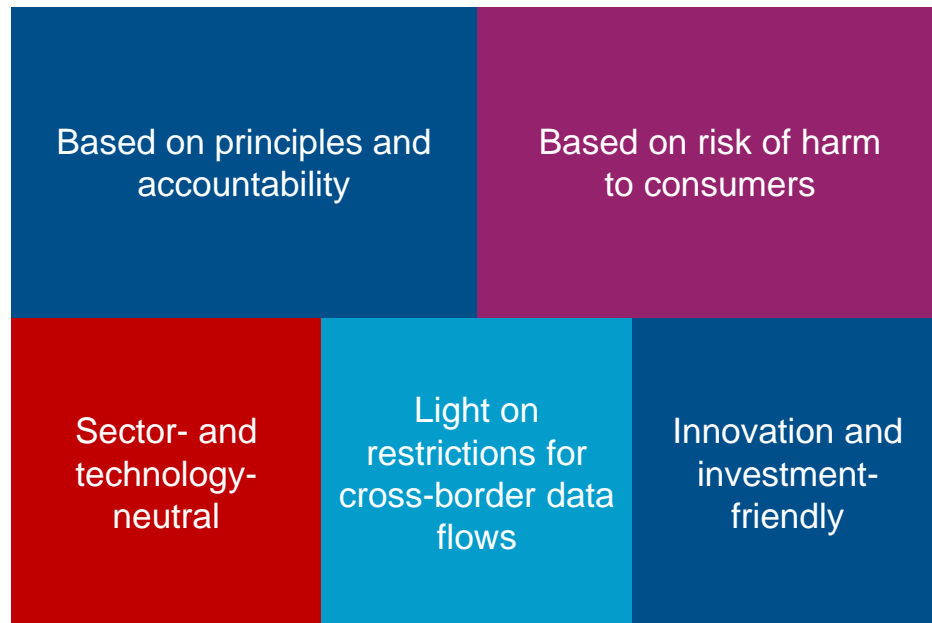 Based on principles and
accountability
Based on risk of harm
to consumers
Sector- and
technology-
neutral
Light on
restrictions for
cross-border data
flows
Innovation and
investment-
friendly